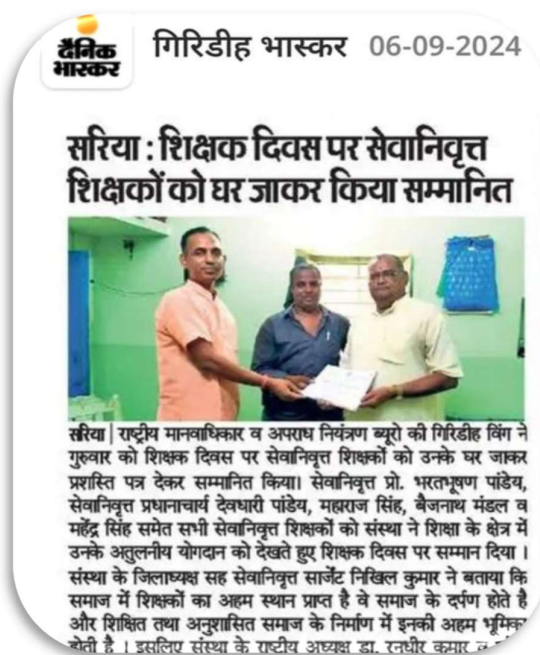 दैनिक
भास्कर
गिरिडीह भास्कर 06-09-2024
सरिया : शिक्षक दिवस पर सेवानिवृत्त
शिक्षकों को घर जाकर किया सम्मानित
सरिया | राष्ट्रीय मानवाधिकार व अपराध नियंत्रण ब्यूरो की गिरिडीह विंग ने
गुरुवार को शिक्षक दिवस पर सेवानिवृत्त शिक्षकों को उनके घर जाकर
प्रशस्ति पत्र देकर सम्मानित किया। सेवानिवृत्त प्रो. भरतभूषण पांडेय,
सेवानिवृत्त प्रधानाचार्य देवधारी पांडेय, महाराज सिंह, बैजनाथ मंडल व
महेंद्र सिंह समेत सभी सेवानिवृत्त शिक्षकों को संस्था ने शिक्षा के क्षेत्र में
उनके अतुलनीय योगदान को देखते हुए शिक्षक दिवस पर सम्मान दिया ।
संस्था के जिलाध्यक्ष सह सेवानिवृत्त सार्जेंट निखिल कुमार ने बताया कि
समाज में शिक्षकों का अहम स्थान प्राप्त है वे समाज के दर्पण होते है
और शिक्षित तथा अनुशासित समाज के निर्माण में इनकी अहम भूमिका
होती है । इसलिए संस्था के राष्टीय अध्यक्ष डा. रनधीर कुमार व